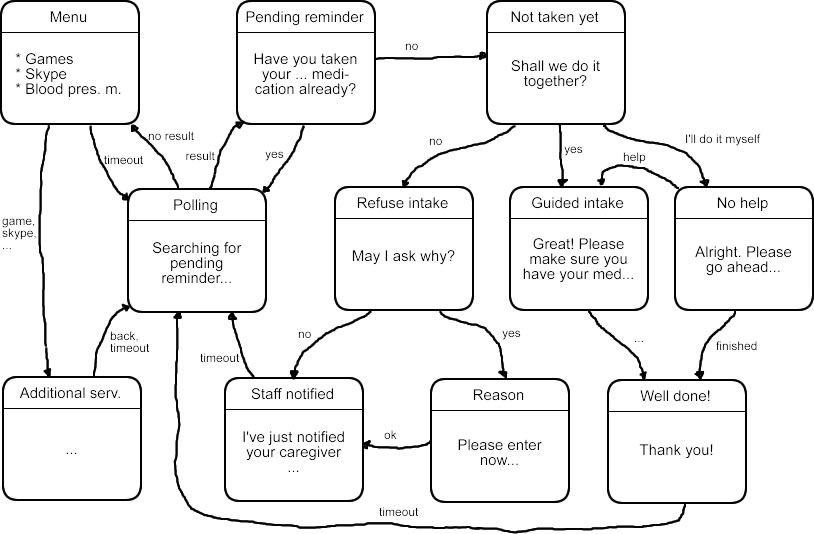 Menu
* Games
* Skype
* Blood pres. m.
Pending reminder
Have you taken
your ... medi-
cation already?
no
Not taken yet
Shall we do it
together?
no result
timeout
result
yes
no
yes
I'll do it myself
help
game,
skype,
...
Polling
Searching for
pending
reminder...
Refuse intake
May I ask why?
Guided intake
Great! Please
make sure you
have your med...
No help
Alright. Please
go ahead...
back,
timeout
timeout
no
yes
...
finished
Additional serv.
...
Staff notified
I've just notified
your caregiver
...
ok
Reason
Please enter
now...
Well done!
Thank you!
timeout